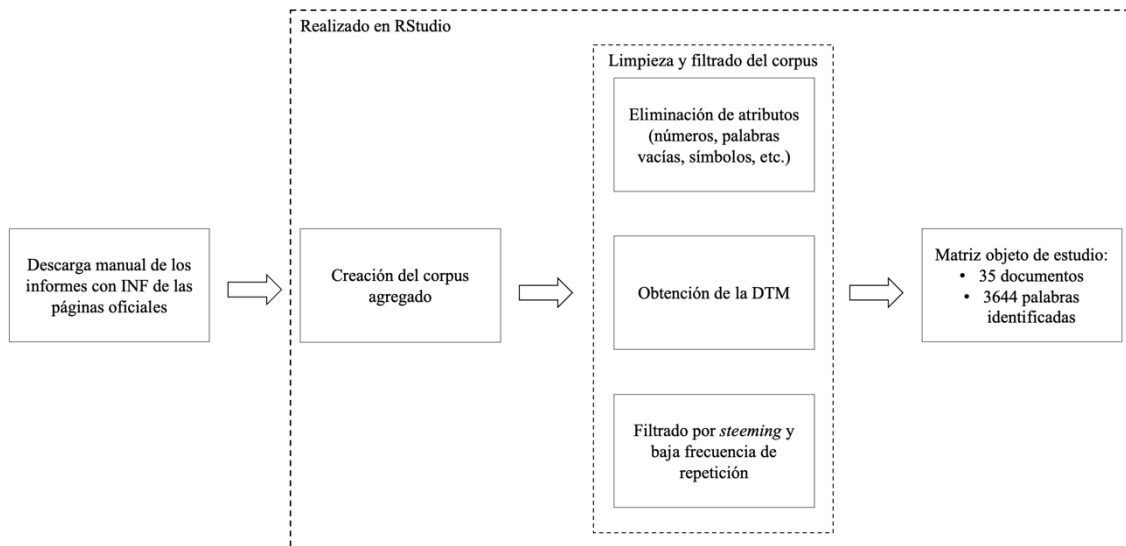 Realizado en RStudio
Descarga manual de los
informes con INF de las
páginas oficiales
Creación del corpus
agregado
Limpieza y filtrado del corpus
Eliminación de atributos
(números, palabras
vacías, símbolos, etc.)
Obtención de la DTM
Filtrado por steeming y
baja frecuencia de
repetición
Matriz objeto de estudio:
• 35 documentos
• 3644 palabras
identificadas